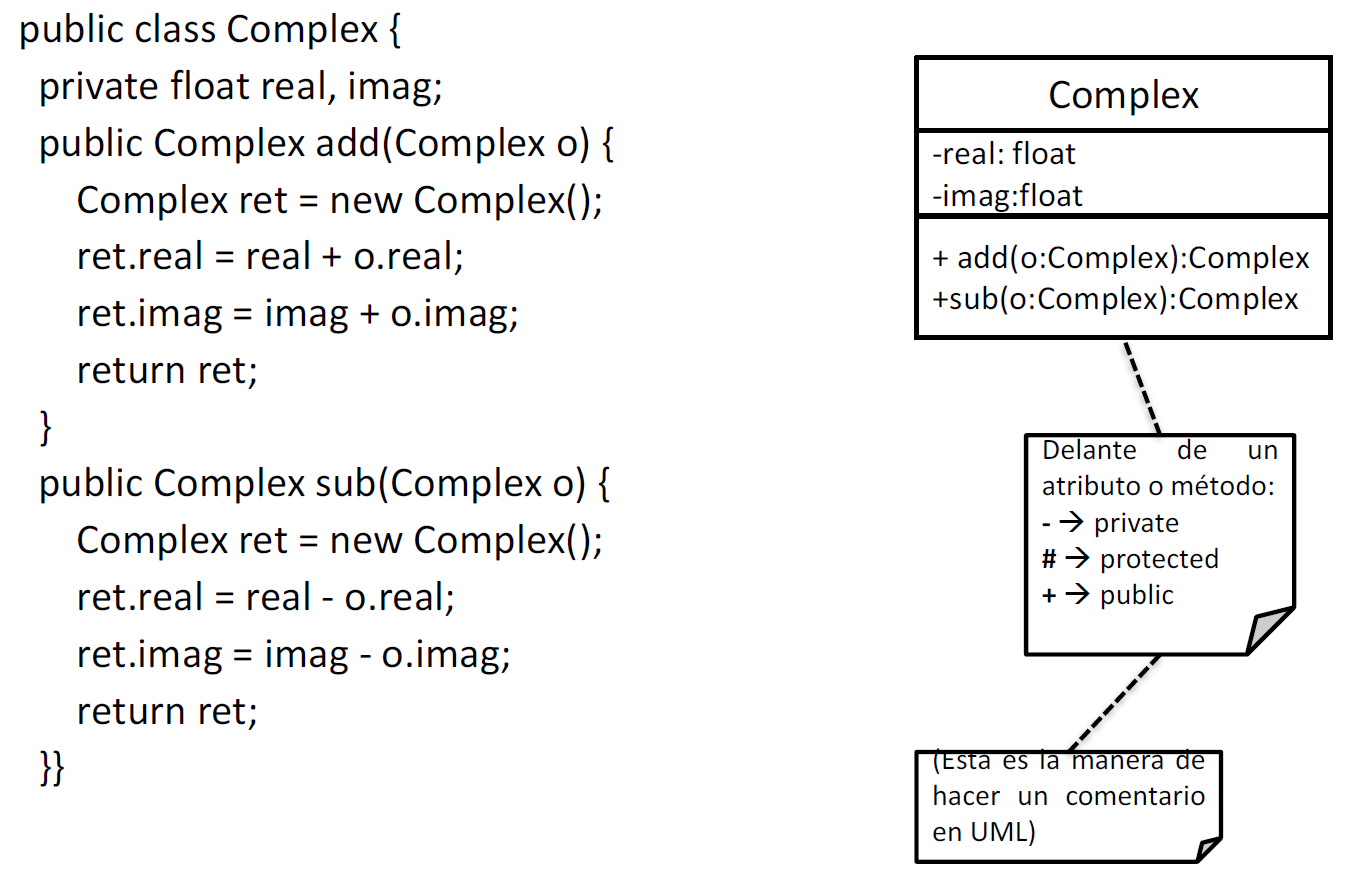 public class Complex {
private float real, imag;
public Complex add(Complex o) {
Complex ret = new Complex();
ret.real = real + o.real;
ret.imag = imag + o.imag;
return ret;
}
public Complex sub(Complex o) {
Complex ret = new Complex();
ret.real = real - o.real;
ret.imag = imag - o.imag;
return ret;
}}
Complex
-real: float
-imag:float
+ add(o:Complex):Complex
+sub(o:Complex):Complex
Delante de un
atributo o método:
- → private
# → protected
+ → public
(Esta es la manera de
hacer un comentario
en UML)